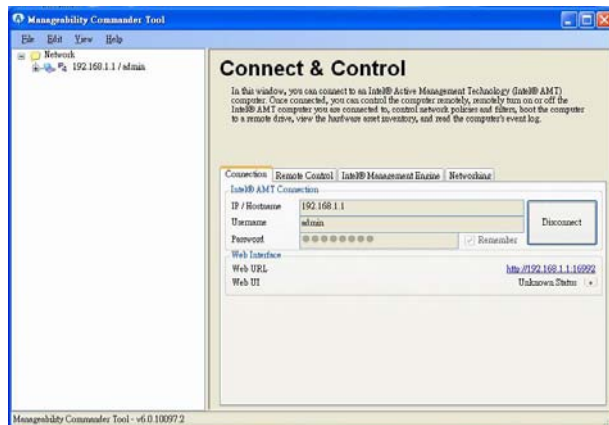 Manageability Commander Tool
File Edit View Help
Network
192.168.1.1 / admin
Connect & Control
In this window, you can connect to an Intel® Active Management Technology (Intel® AMT)
computer. Once connected, you can control the computer remotely, remotely turn on or off the
Intel® AMT computer you are connected to, control network policies and filters, boot the computer
to a remote drive, view the hardware asset inventory, and read the computer's event log.
Connection Remote Control Intel® Management Engine Networking
Intel® AMT Connection
IP / Hostname 192.168.1.1
Username admin
Disconnect
Password Remember
Web Interface
Web URL http://192.168.1.1:16992
Web UI Unknown Status
Manageability Commander Tool - v6.0.10097.2